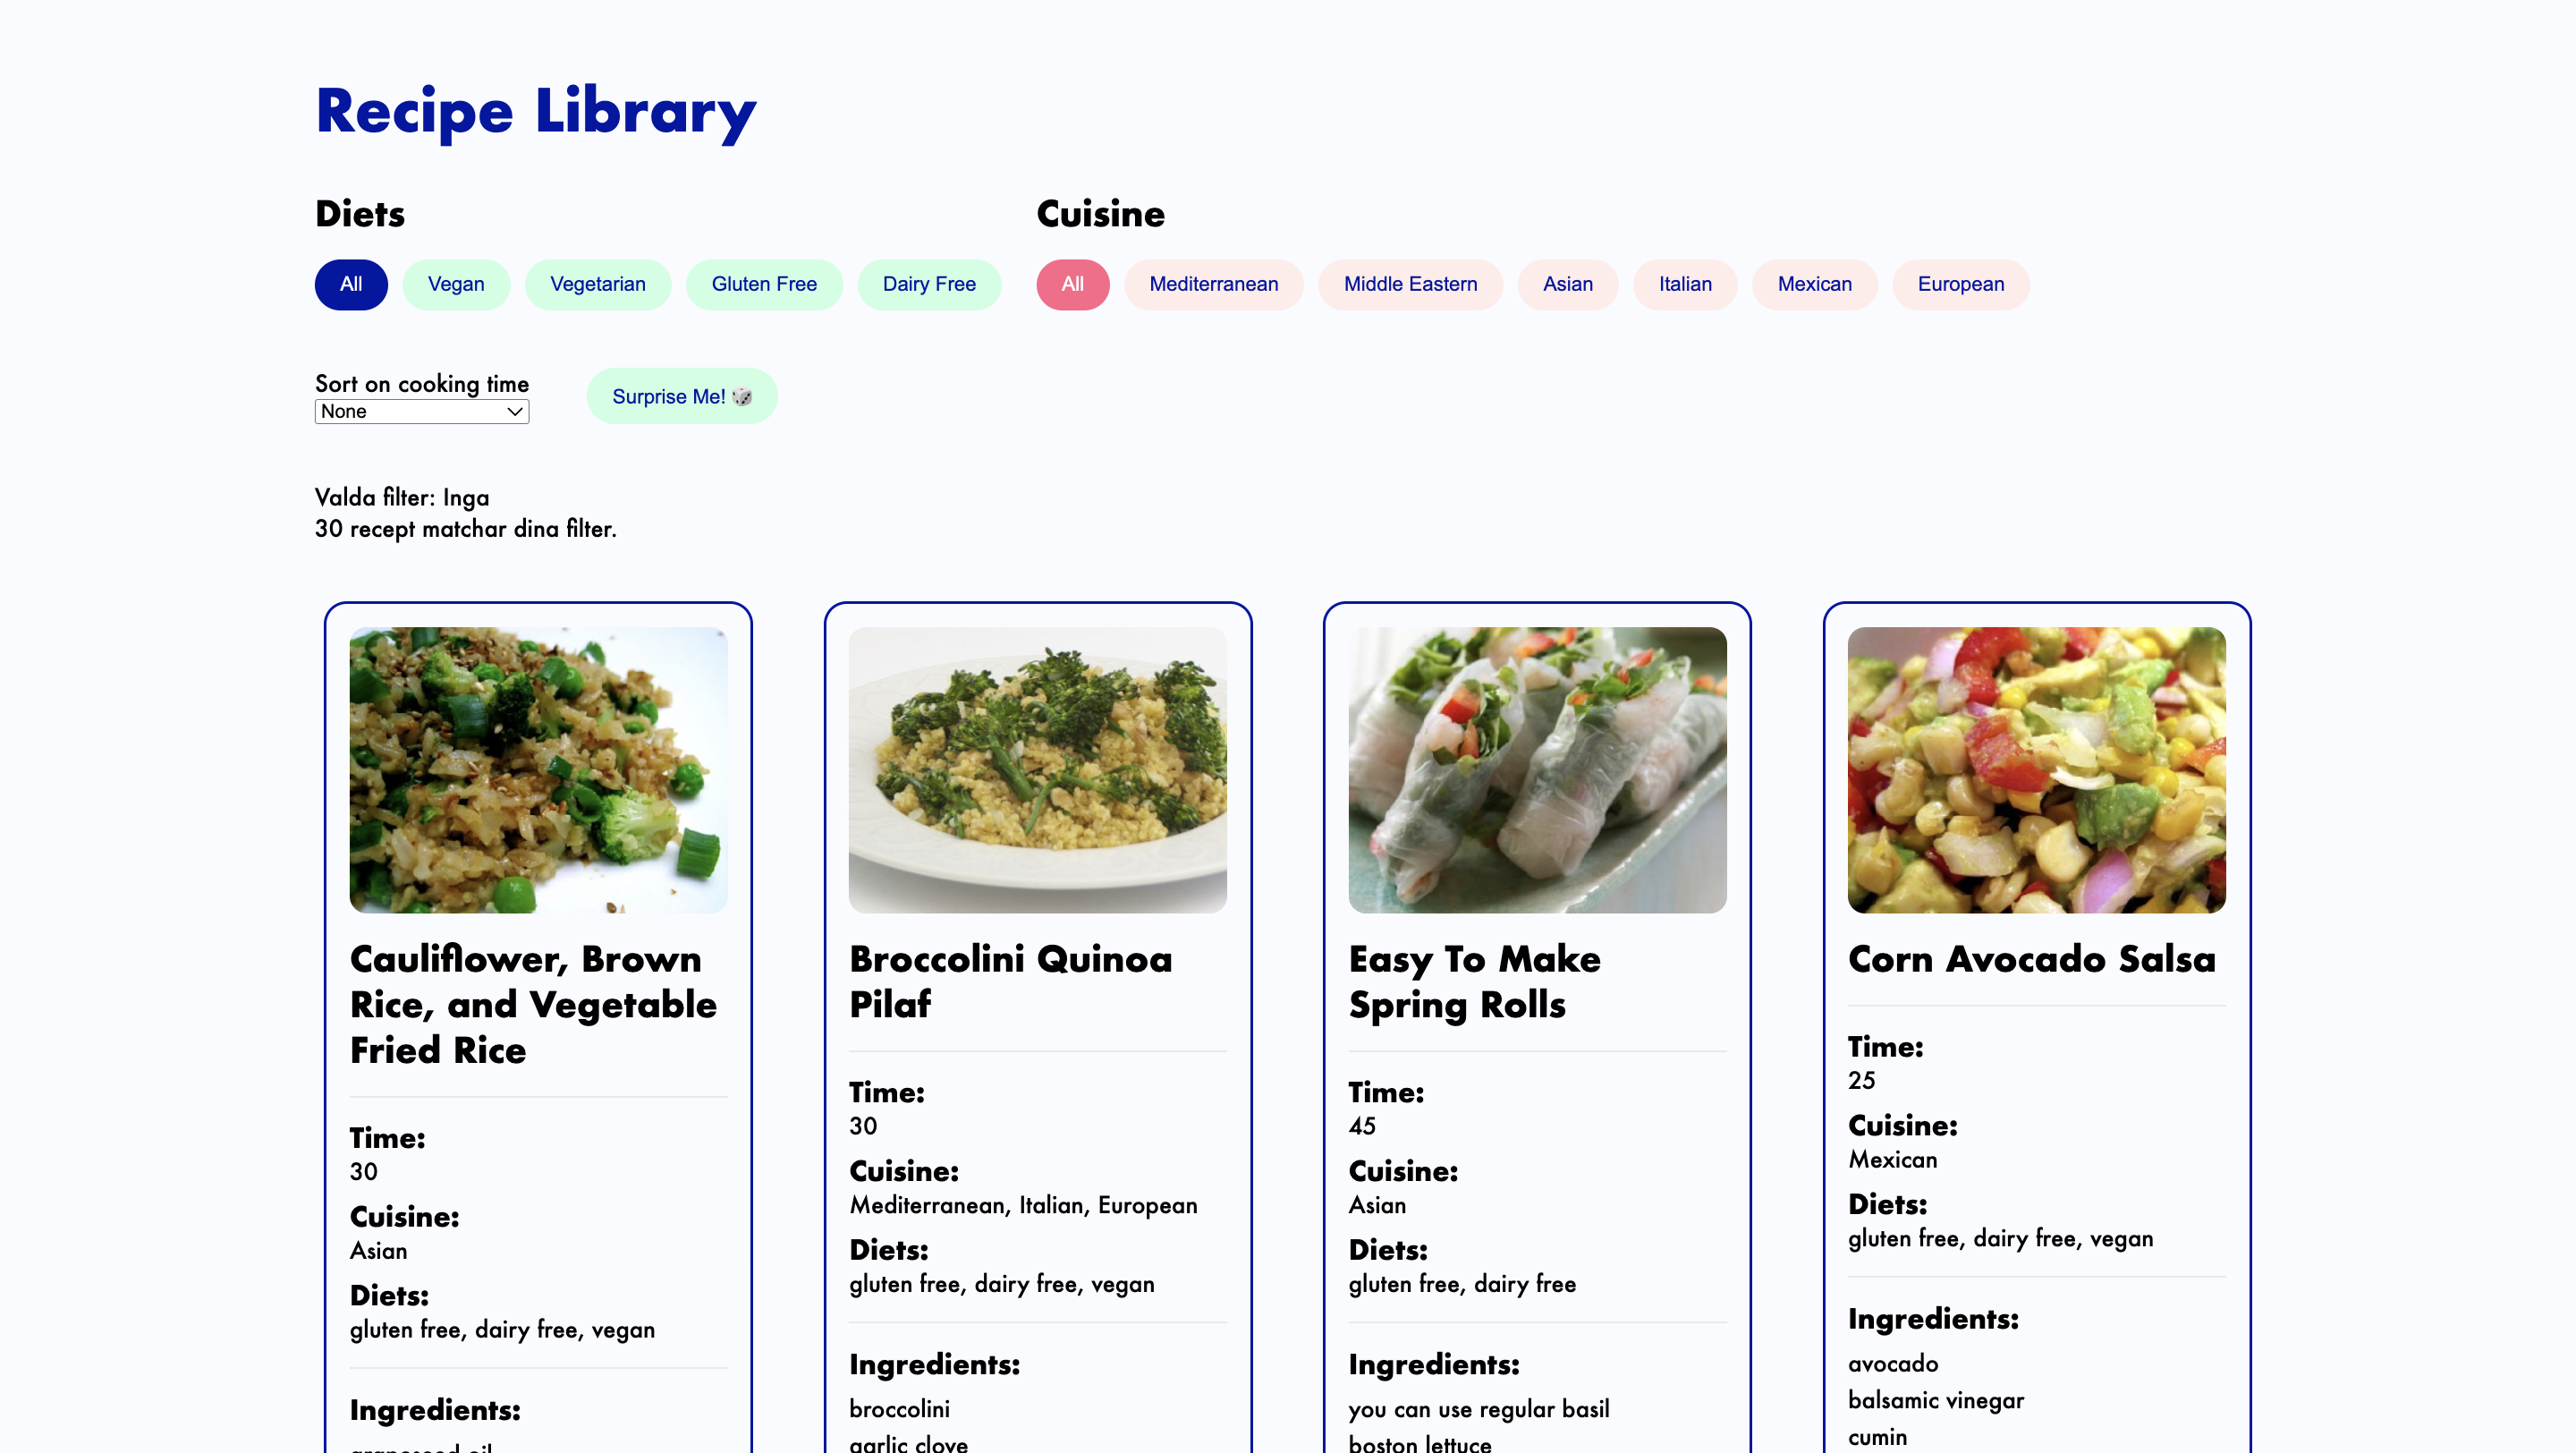 Recipe Library
Diets
Cuisine
All
Vegan
Vegetarian
Gluten Free
Dairy Free
All
Mediterranean
Middle Eastern
Asian
Italian
Mexican
European
Sort on cooking time
None
Surprise Me! 🎲
Valda filter: Inga
30 recept matchar dina filter.
Cauliflower, Brown
Rice, and Vegetable
Fried Rice
Time:
30
Cuisine:
Asian
Diets:
gluten free, dairy free, vegan
Ingredients:
grapeseed oil
Broccolini Quinoa
Pilaf
Time:
30
Cuisine:
Mediterranean, Italian, European
Diets:
gluten free, dairy free, vegan
Ingredients:
broccolini
garlic clove
Easy To Make
Spring Rolls
Time:
45
Cuisine:
Asian
Diets:
gluten free, dairy free
Ingredients:
you can use regular basil
boston lettuce
Corn Avocado Salsa
Time:
25
Cuisine:
Mexican
Diets:
gluten free, dairy free, vegan
Ingredients:
avocado
balsamic vinegar
cumin